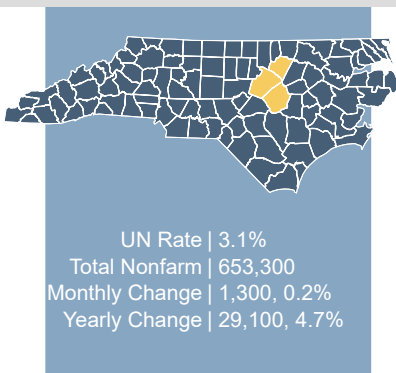 UN Rate | 3.1%
Total Nonfarm | 653,300
Monthly Change | 1,300, 0.2%
Yearly Change | 29,100, 4.7%